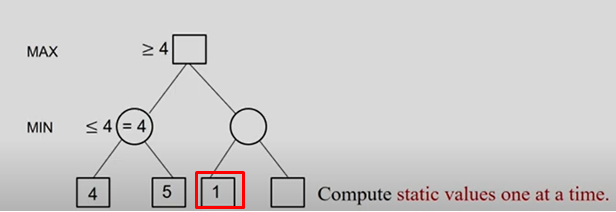 MAX
≥ 4
MIN
≤ 4 = 4
4
5
1
Compute static values one at a time.